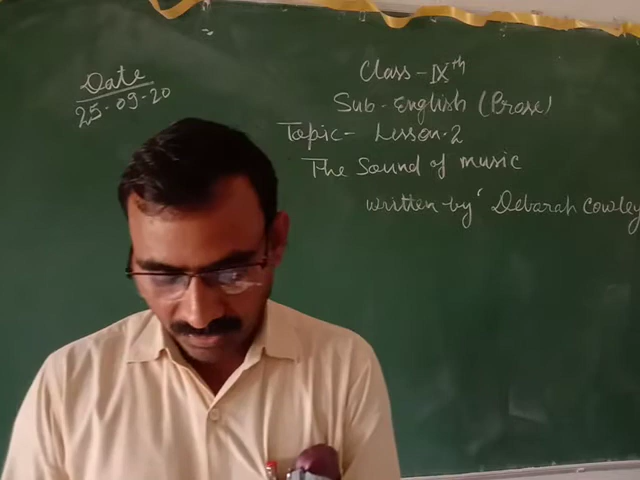 Date
25-09-20
Class - IXth
Sub - English (Prose)
Topic - Lesson-2
The Sound of music
written by' Debarah Cowley